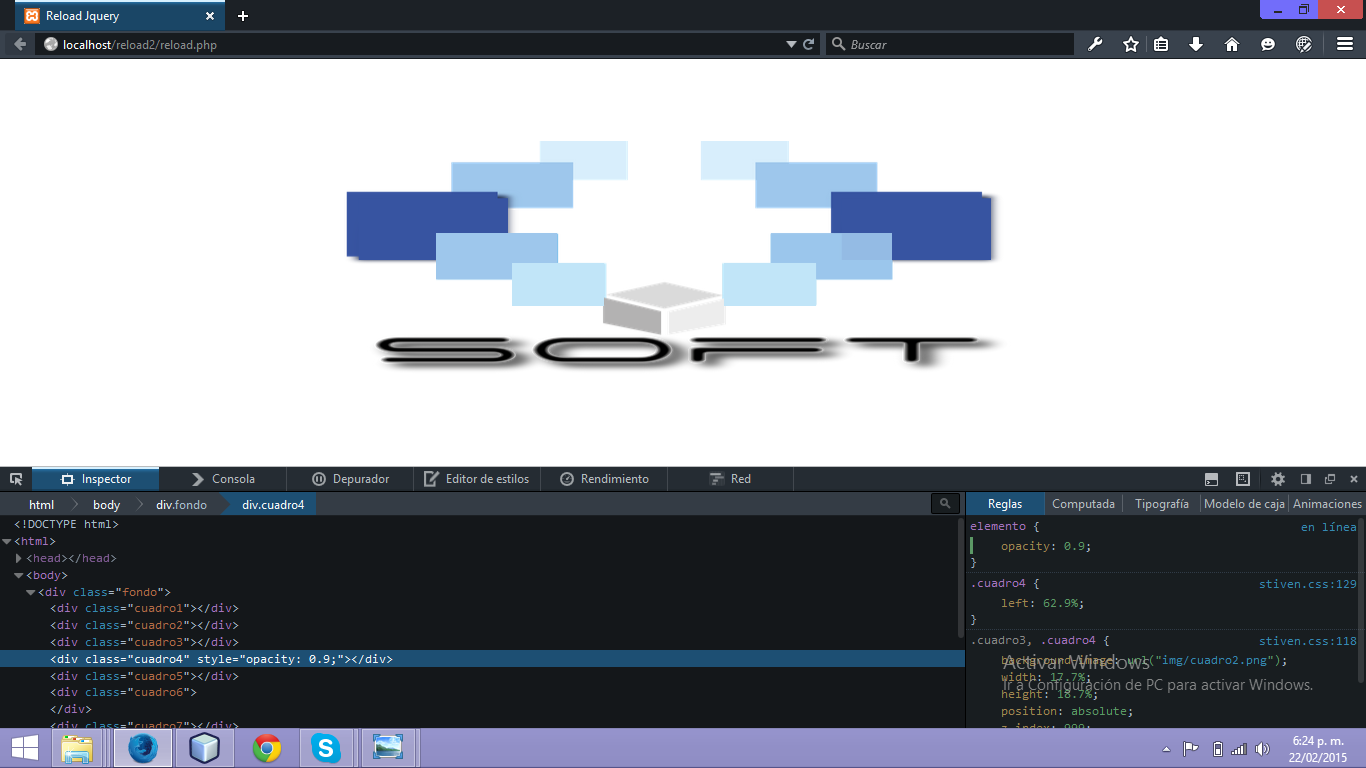 Reload Jquery
localhost/reload2/reload.php
Buscar
SOFT
Inspector
Consola
Depurador
Editor de estilos
Rendimiento
Red
html
body
div.fondo
div.cuadro4
Reglas
Computada
Tipografía
Modelo de caja
Animaciones
<!DOCTYPE html>
<html>
<head></head>
<body>
<div class="fondo">
<div class="cuadro1"></div>
<div class="cuadro2"></div>
<div class="cuadro3"></div>
<div class="cuadro4" style="opacity: 0.9;"></div>
<div class="cuadro5"></div>
<div class="cuadro6">
</div>
<div class="cuadro7"></div>
elemento {
en línea
opacity: 0.9;
}
.cuadro4 {
stiven.css:129
left: 62.9%;
}
.cuadro3, .cuadro4 {
stiven.css:118
background-image: url("img/cuadro2.png");
width: 17.7%;
height: 18.7%;
position: absolute;
z-index: 999;
Activar Windows
Ir a Configuración de PC para activar Windows.
6:24 p. m.
22/02/2015